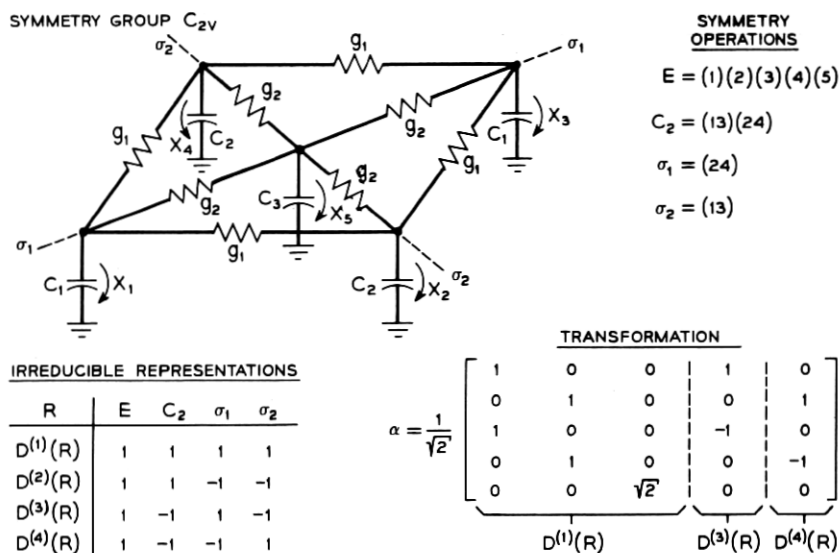 SYMMETRY GROUP C₂ᵥ
SYMMETRY
OPERATIONS
E = (1)(2)(3)(4)(5)
C₂ = (13)(24)
σ₁ = (24)
σ₂ = (13)
σ₂
g₁
σ₁
g₂
g₂
C₁
X₃
g₁
X₄
C₂
g₁
g₂
C₃
X₅
g₂
σ₁
g₁
σ₂
C₁
X₁
C₂
X₂
IRREDUCIBLE REPRESENTATIONS
R E C₂ σ₁ σ₂
D⁽¹⁾(R) 1 1 1 1
D⁽²⁾(R) 1 1 -1 -1
D⁽³⁾(R) 1 -1 1 -1
D⁽⁴⁾(R) 1 -1 -1 1
TRANSFORMATION
α = 1/√2
1 0 0 1 0
0 1 0 0 1
1 0 0 -1 0
0 1 0 0 -1
0 0 √2 0 0
D⁽¹⁾(R) D⁽³⁾(R) D⁽⁴⁾(R)